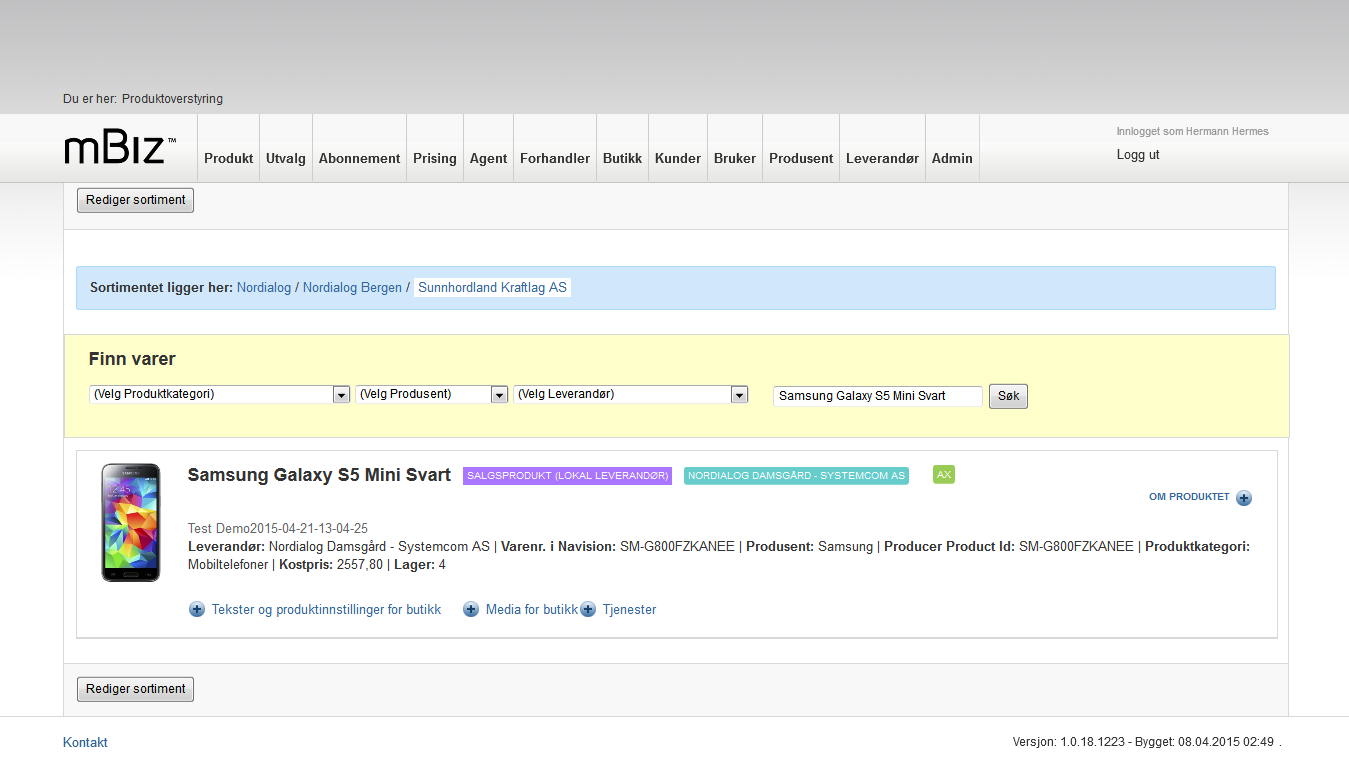 Du er her: Produktoverstyring
mBiz™
Produkt Utvalg Abonnement Prising Agent Forhandler Butikk Kunder Bruker Produsent Leverandør Admin
Innlogget som Hermann Hermes
Logg ut
Rediger sortiment
Sortimentet ligger her: Nordialog / Nordialog Bergen / Sunnhordland Kraftlag AS
Finn varer
(Velg Produktkategori) (Velg Produsent) (Velg Leverandør) Samsung Galaxy S5 Mini Svart Søk
Samsung Galaxy S5 Mini Svart SALGSPRODUKT (LOKAL LEVERANDØR) NORDIALOG DAMSGÅRD - SYSTEMCOM AS AX
OM PRODUKTET
Test Demo2015-04-21-13-04-25
Leverandør: Nordialog Damsgård - Systemcom AS | Varenr. i Navision: SM-G800FZKANEE | Produsent: Samsung | Producer Product Id: SM-G800FZKANEE | Produktkategori:
Mobiltelefoner | Kostpris: 2557,80 | Lager: 4
Tekster og produktinnstillinger for butikk Media for butikk Tjenester
Rediger sortiment
Kontakt
Versjon: 1.0.18.1223 - Bygget: 08.04.2015 02:49 .